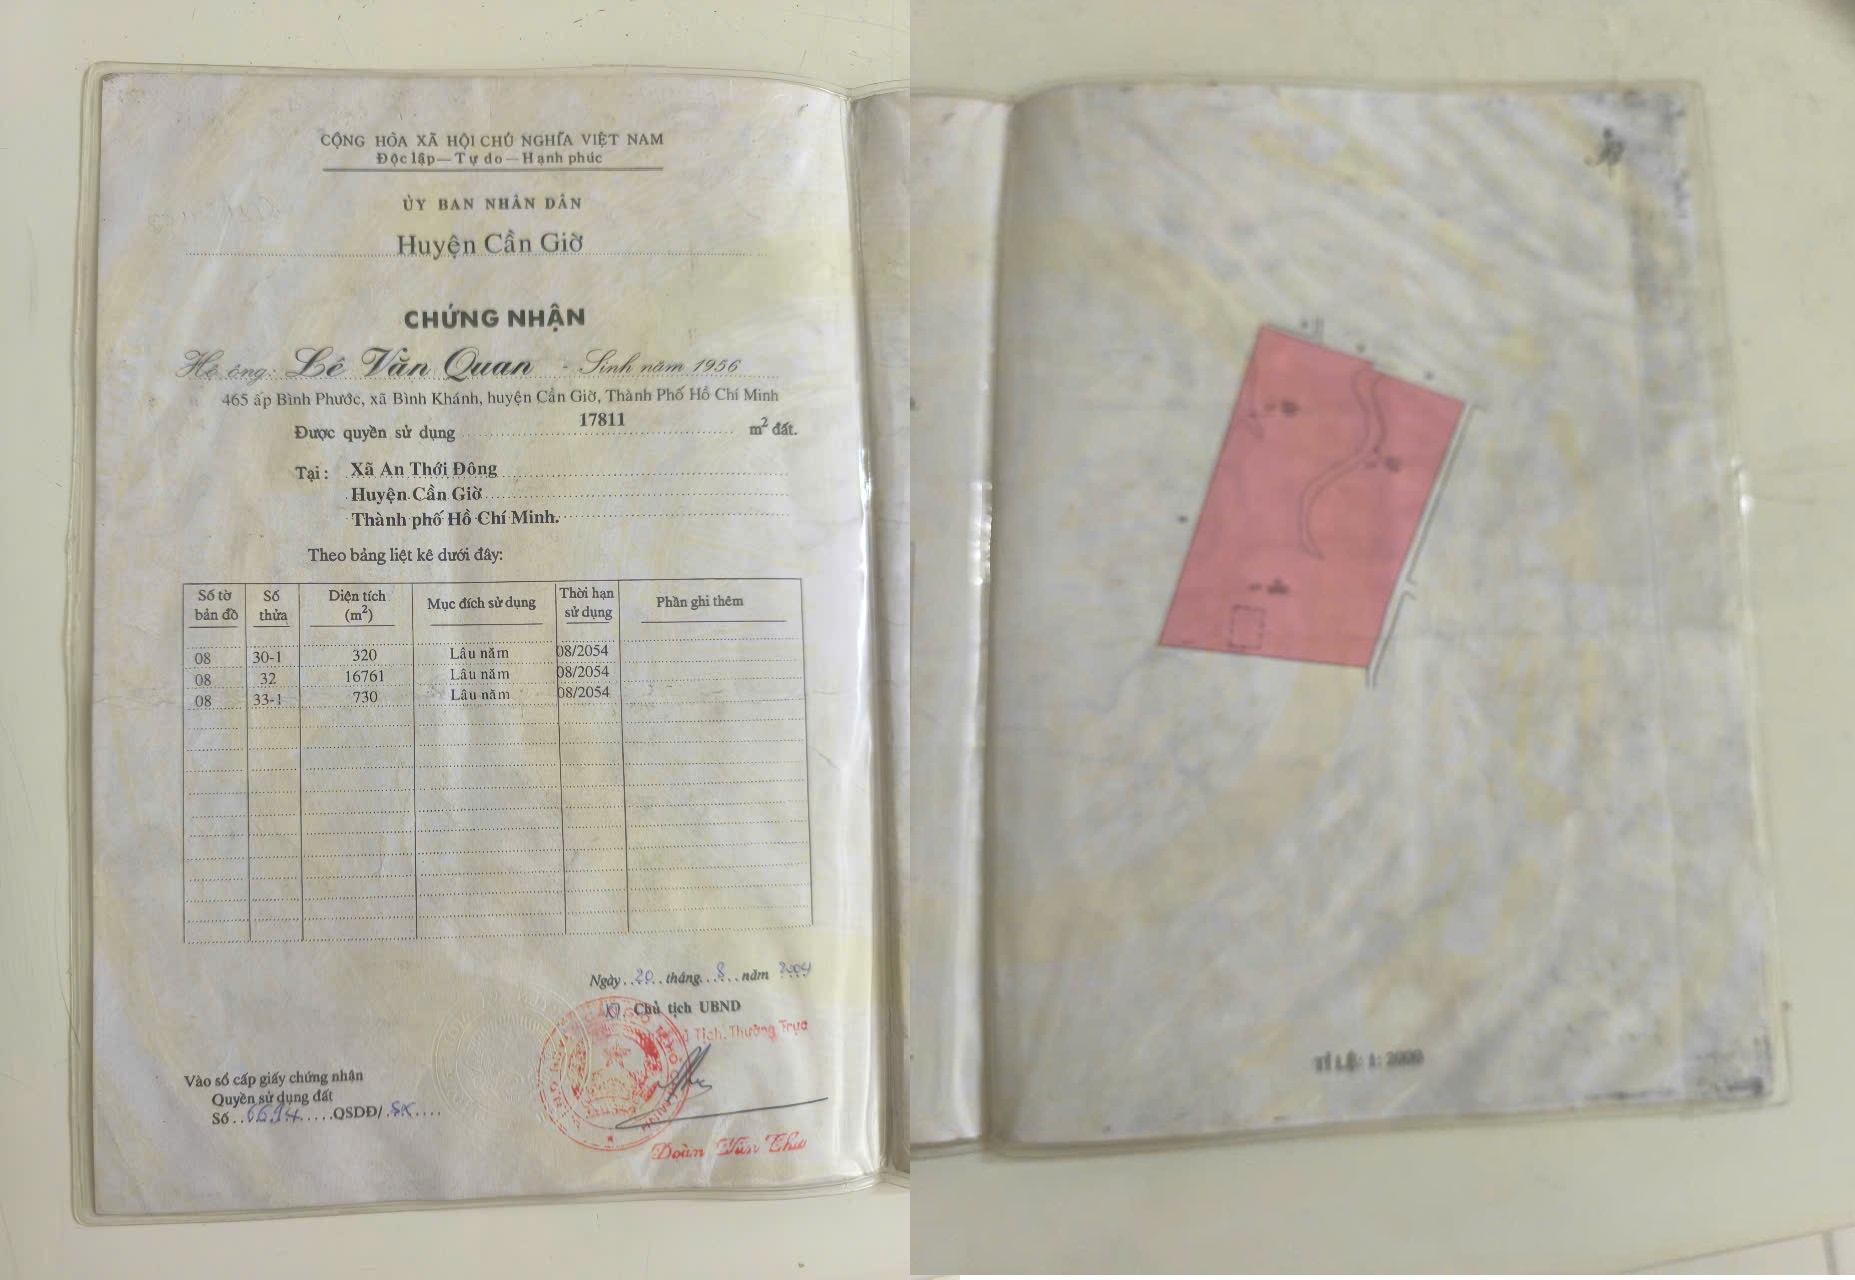 CỘNG HÒA XÃ HỘI CHỦ NGHĨA VIỆT NAM
Độc lập—Tự do—Hạnh phúc
ỦY BAN NHÂN DÂN
Huyện Cần Giờ
CHỨNG NHẬN
Hộ ông: Lê Văn Quan - Sinh năm 1956
465 ấp Bình Phước, xã Bình Khánh, huyện Cần Giờ, Thành Phố Hồ Chí Minh
Được quyền sử dụng 17811 m² đất.
Tại: Xã An Thới Đông
Huyện Cần Giờ
Thành phố Hồ Chí Minh.
Theo bảng liệt kê dưới đây:
Số tờ bản đồ Số thửa Diện tích (m²) Mục đích sử dụng Thời hạn sử dụng Phần ghi thêm
08 30-1 320 Lâu năm 08/2054
08 32 16761 Lâu năm 08/2054
08 33-1 730 Lâu năm 08/2054
Ngày 20 tháng 8 năm 2004
KT. Chủ tịch UBND
Tịch Thường Trực
Vào sổ cấp giấy chứng nhận
Quyền sử dụng đất
Số QSDĐ/
Đoàn Văn Thu
TỈ LỆ: 1: 2000